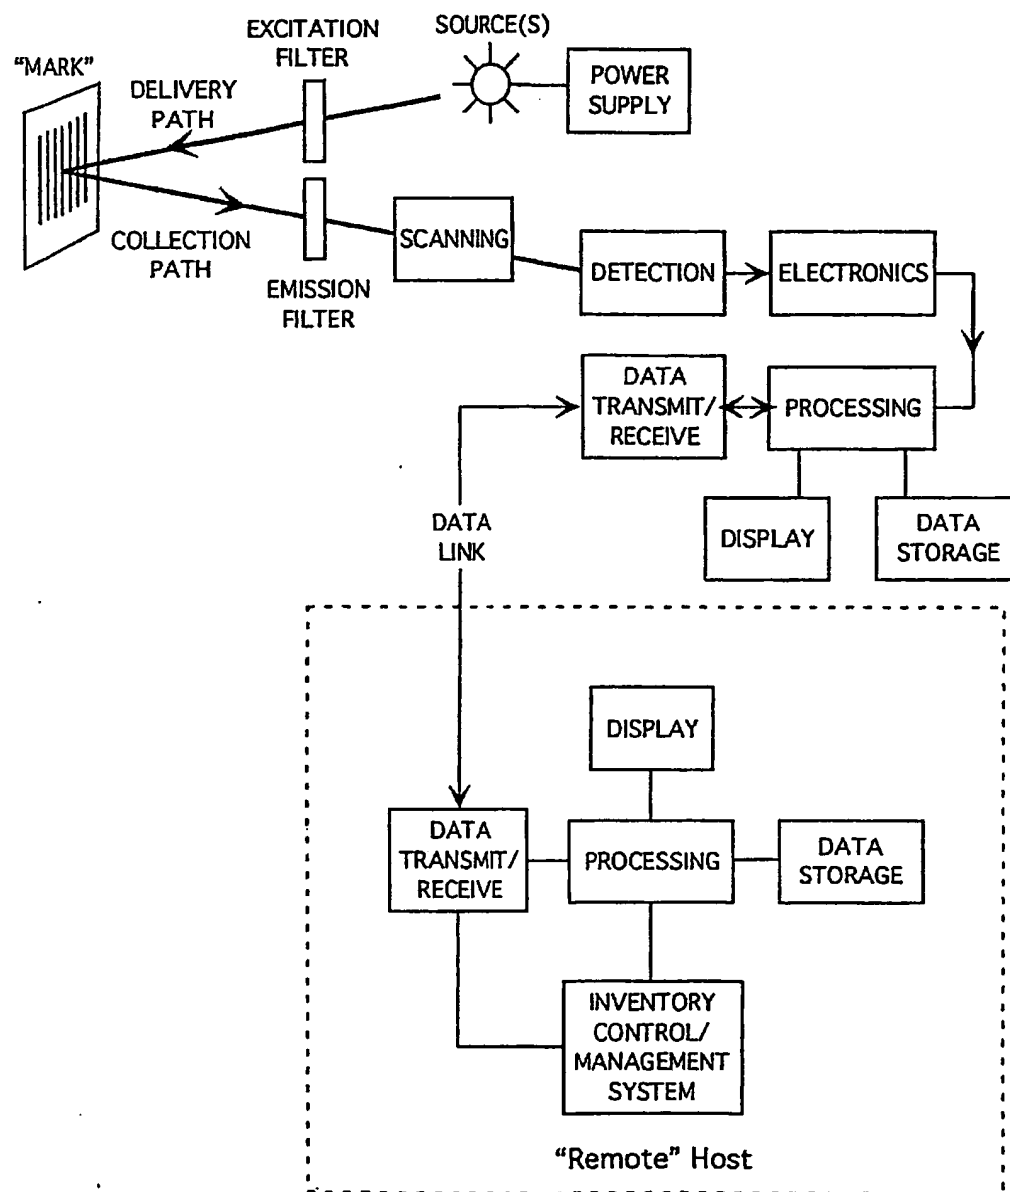 SOURCE(S)
EXCITATION
FILTER
"MARK"
POWER
SUPPLY
DELIVERY
PATH
COLLECTION
PATH
EMISSION
FILTER
SCANNING
DETECTION
ELECTRONICS
DATA
TRANSMIT/
RECEIVE
PROCESSING
DISPLAY
DATA
STORAGE
DATA
LINK
DISPLAY
DATA
TRANSMIT/
RECEIVE
PROCESSING
DATA
STORAGE
INVENTORY
CONTROL/
MANAGEMENT
SYSTEM
"Remote" Host